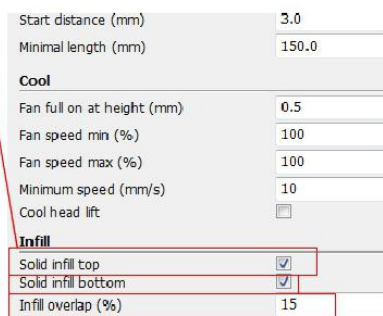 Start distance (mm) 3.0
Minimal length (mm) 150.0
Cool
Fan full on at height (mm) 0.5
Fan speed min (%) 100
Fan speed max (%) 100
Minimum speed (mm/s) 10
Cool head lift
Infill
Solid infill top
Solid infill bottom
Infill overlap (%) 15